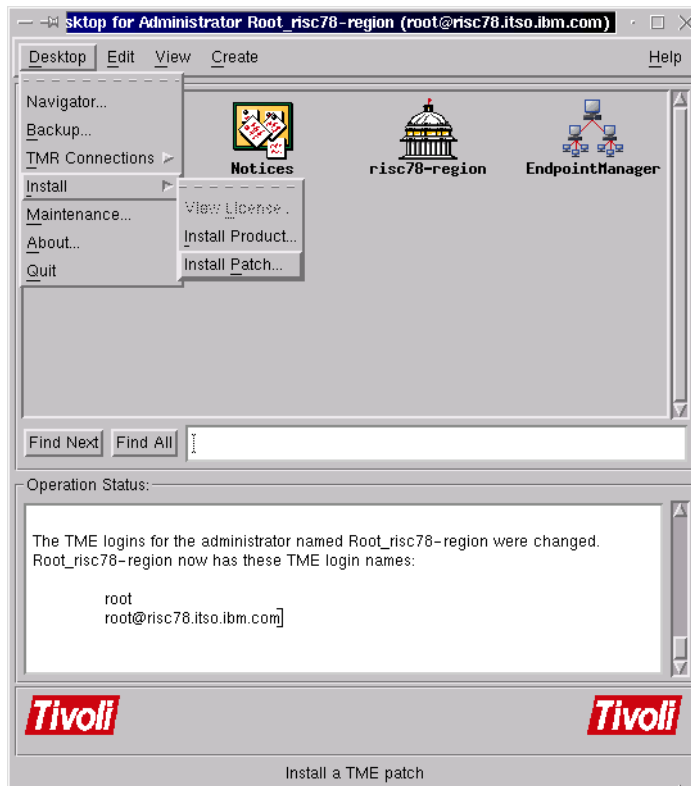 sktop for Administrator Root_risc78-region (root@risc78.itso.ibm.com)
Desktop Edit View Create Help
Navigator...
Backup...
TMR Connections
Install
Maintenance...
About...
Quit
View License .
Install Product...
Install Patch...
Notices
risc78-region
EndpointManager
Find Next Find All
Operation Status:
The TME logins for the administrator named Root_risc78-region were changed.
Root_risc78-region now has these TME login names:
root
root@risc78.itso.ibm.com
Tivoli Tivoli
Install a TME patch